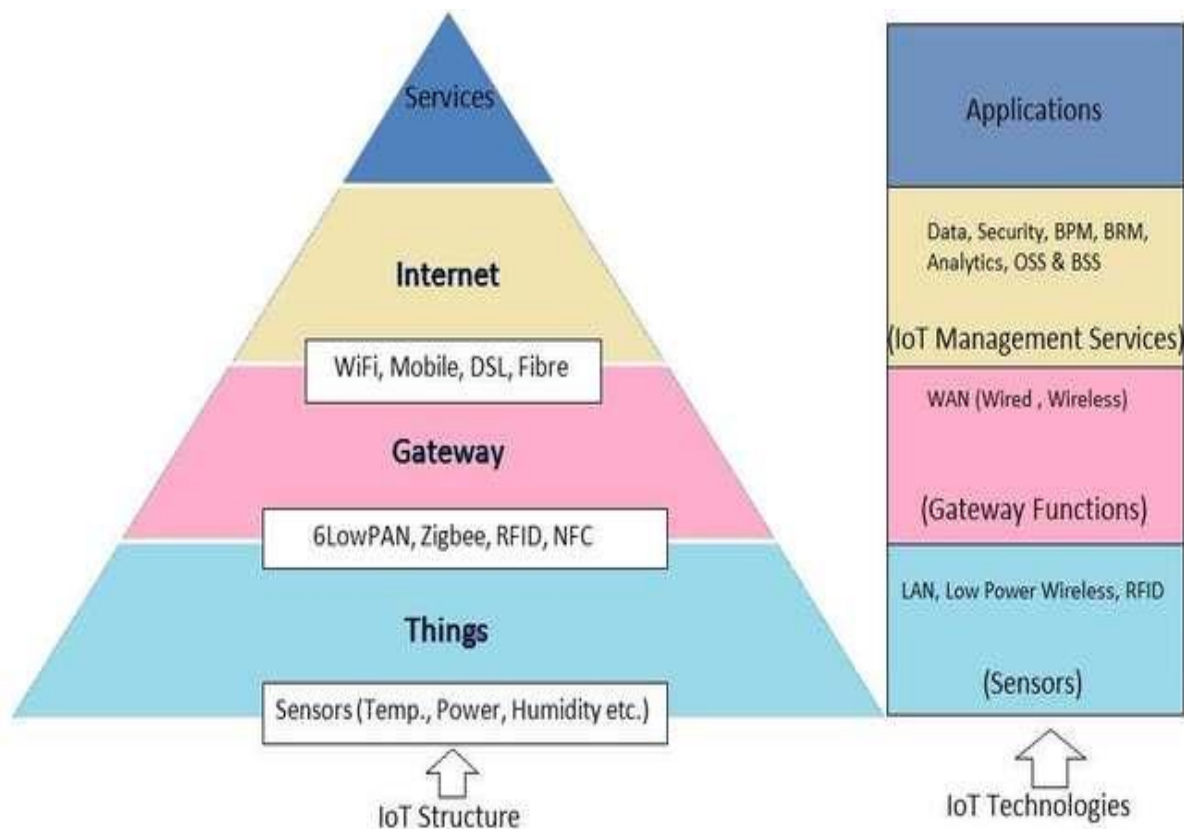 Services
Internet
WiFi, Mobile, DSL, Fibre
Gateway
6LowPAN, Zigbee, RFID, NFC
Things
Sensors (Temp., Power, Humidity etc.)
IoT Structure
Applications
Data, Security, BPM, BRM,
Analytics, OSS & BSS
(IoT Management Services)
WAN (Wired , Wireless)
(Gateway Functions)
LAN, Low Power Wireless, RFID
(Sensors)
IoT Technologies